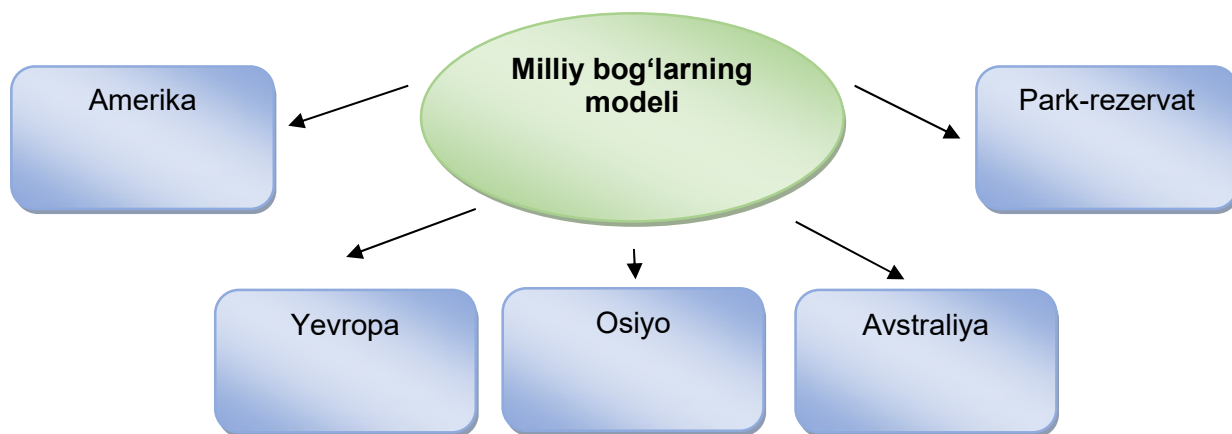 Milliy bog‘larning
modeli
Amerika
Park-rezervat
Yevropa
Osiyo
Avstraliya